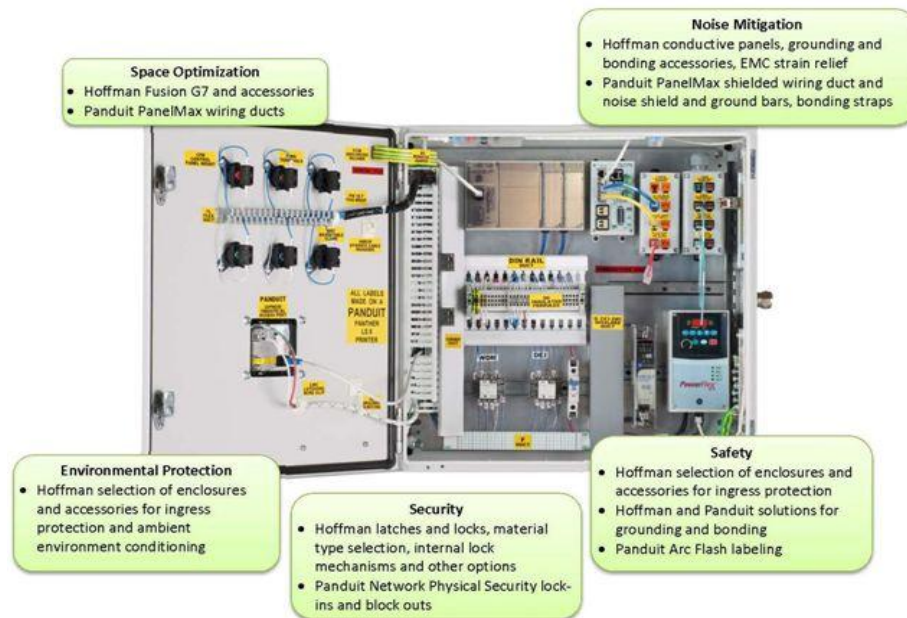 Noise Mitigation
• Hoffman conductive panels, grounding and
bonding accessories, EMC strain relief
• Panduit PanelMax shielded wiring duct and
noise shield and ground bars, bonding straps
Space Optimization
• Hoffman Fusion G7 and accessories
• Panduit PanelMax wiring ducts
DIN RAIL
ALL LABELS
MADE ON A
PANDUIT
PANTHER
LS8
PRINTER
PANDUIT
PowerFlex
Environmental Protection
• Hoffman selection of enclosures
and accessories for ingress
protection and ambient
environment conditioning
Security
• Hoffman latches and locks, material
type selection, internal lock
mechanisms and other options
• Panduit Network Physical Security lock-
ins and block outs
Safety
• Hoffman selection of enclosures and
accessories for ingress protection
• Hoffman and Panduit solutions for
grounding and bonding
• Panduit Arc Flash labeling